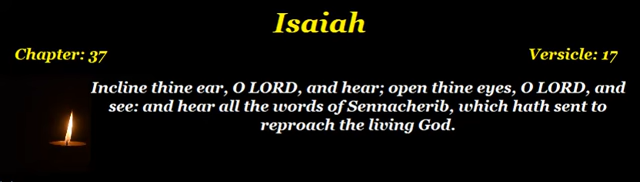 Isaiah
Chapter: 37 Versicle: 17
Incline thine ear, O LORD, and hear; open thine eyes, O LORD, and
see: and hear all the words of Sennacherib, which hath sent to
reproach the living God.